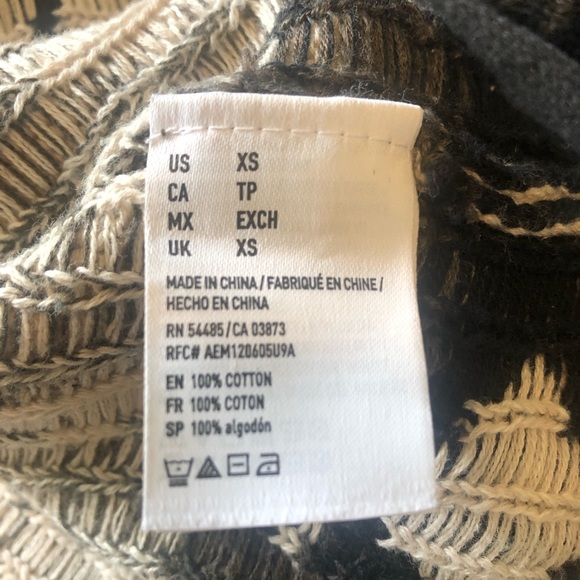 US XS
CA TP
MX EXCH
UK XS
MADE IN CHINA / FABRIQUÉ EN CHINE /
HECHO EN CHINA
RN 54485 / CA 03873
RFC# AEM120605U9A
EN 100% COTTON
FR 100% COTON
SP 100% algodón